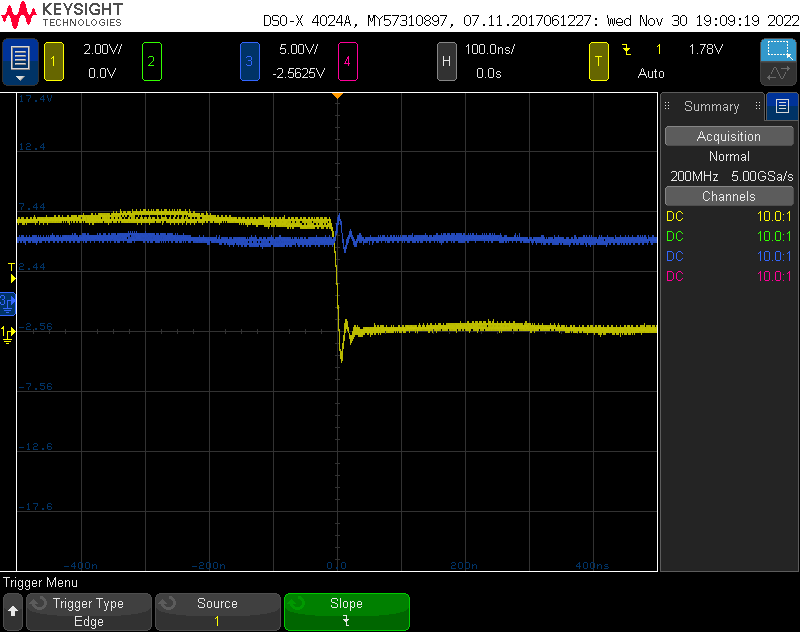 KEYSIGHT
TECHNOLOGIES
DSO-X 4024A, MY57310897, 07.11.2017061227: Wed Nov 30 19:09:19 2022
1 2.00V/ 2 3 5.00V/ 4 H 100.0ns/ T 1 1.78V
0.0V -2.5625V 0.0s Auto
17.4V
12.4
7.44
2.44
-2.56
-7.56
-12.6
-17.6
T
3
1
-400n -200n 0.0 200n 400ns
Summary
Acquisition
Normal
200MHz 5.00GSa/s
Channels
DC 10.0:1
DC 10.0:1
DC 10.0:1
DC 10.0:1
Trigger Menu
Trigger Type Source Slope
Edge 1